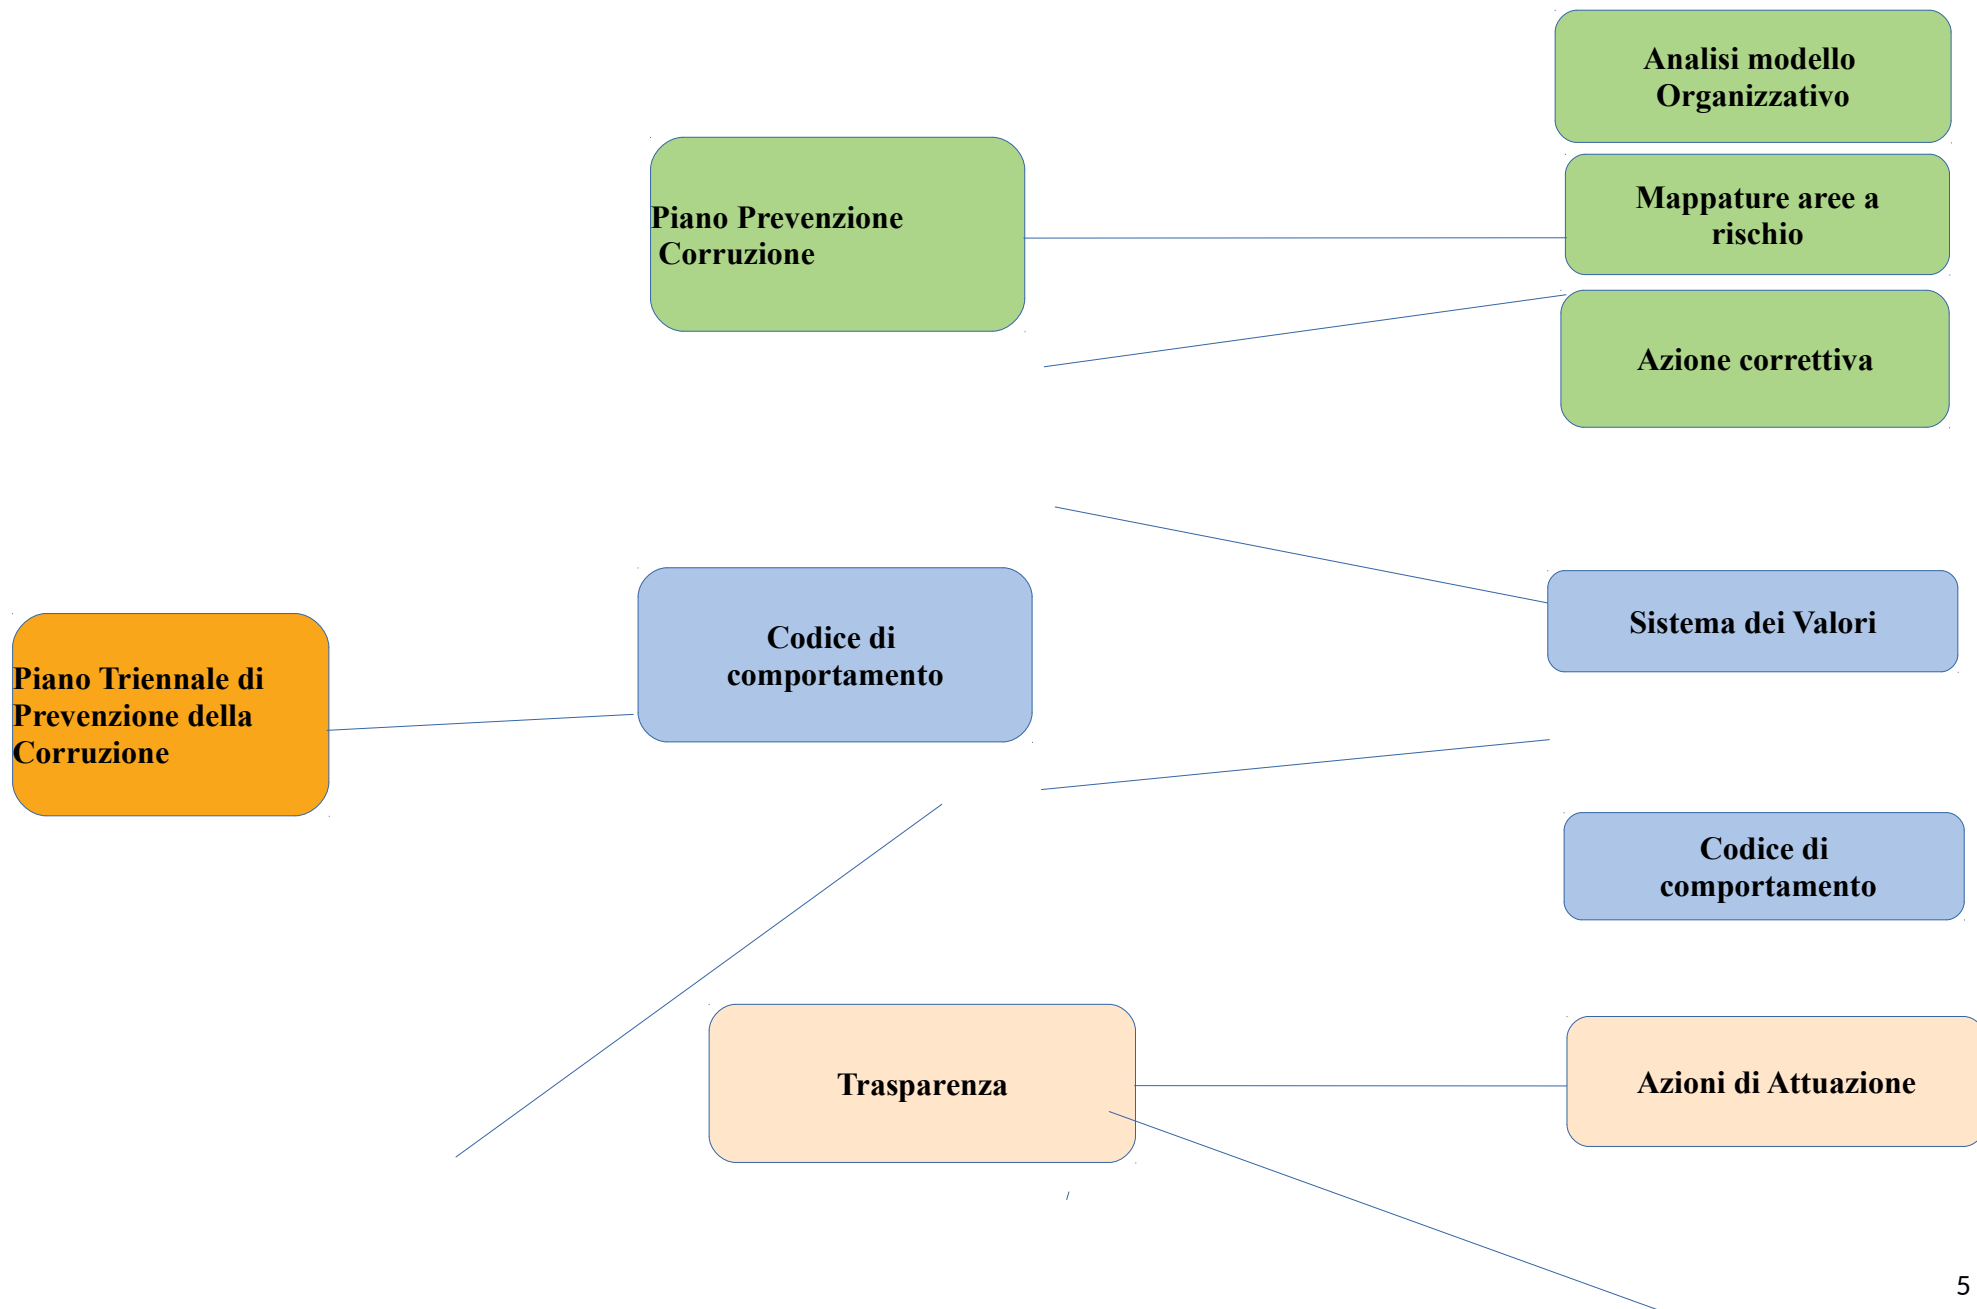 Analisi modello
Organizzativo
Piano Prevenzione
Corruzione
Mappature aree a
rischio
Azione correttiva
Piano Triennale di
Prevenzione della
Corruzione
Codice di
comportamento
Sistema dei Valori
Codice di
comportamento
Trasparenza
Azioni di Attuazione
5